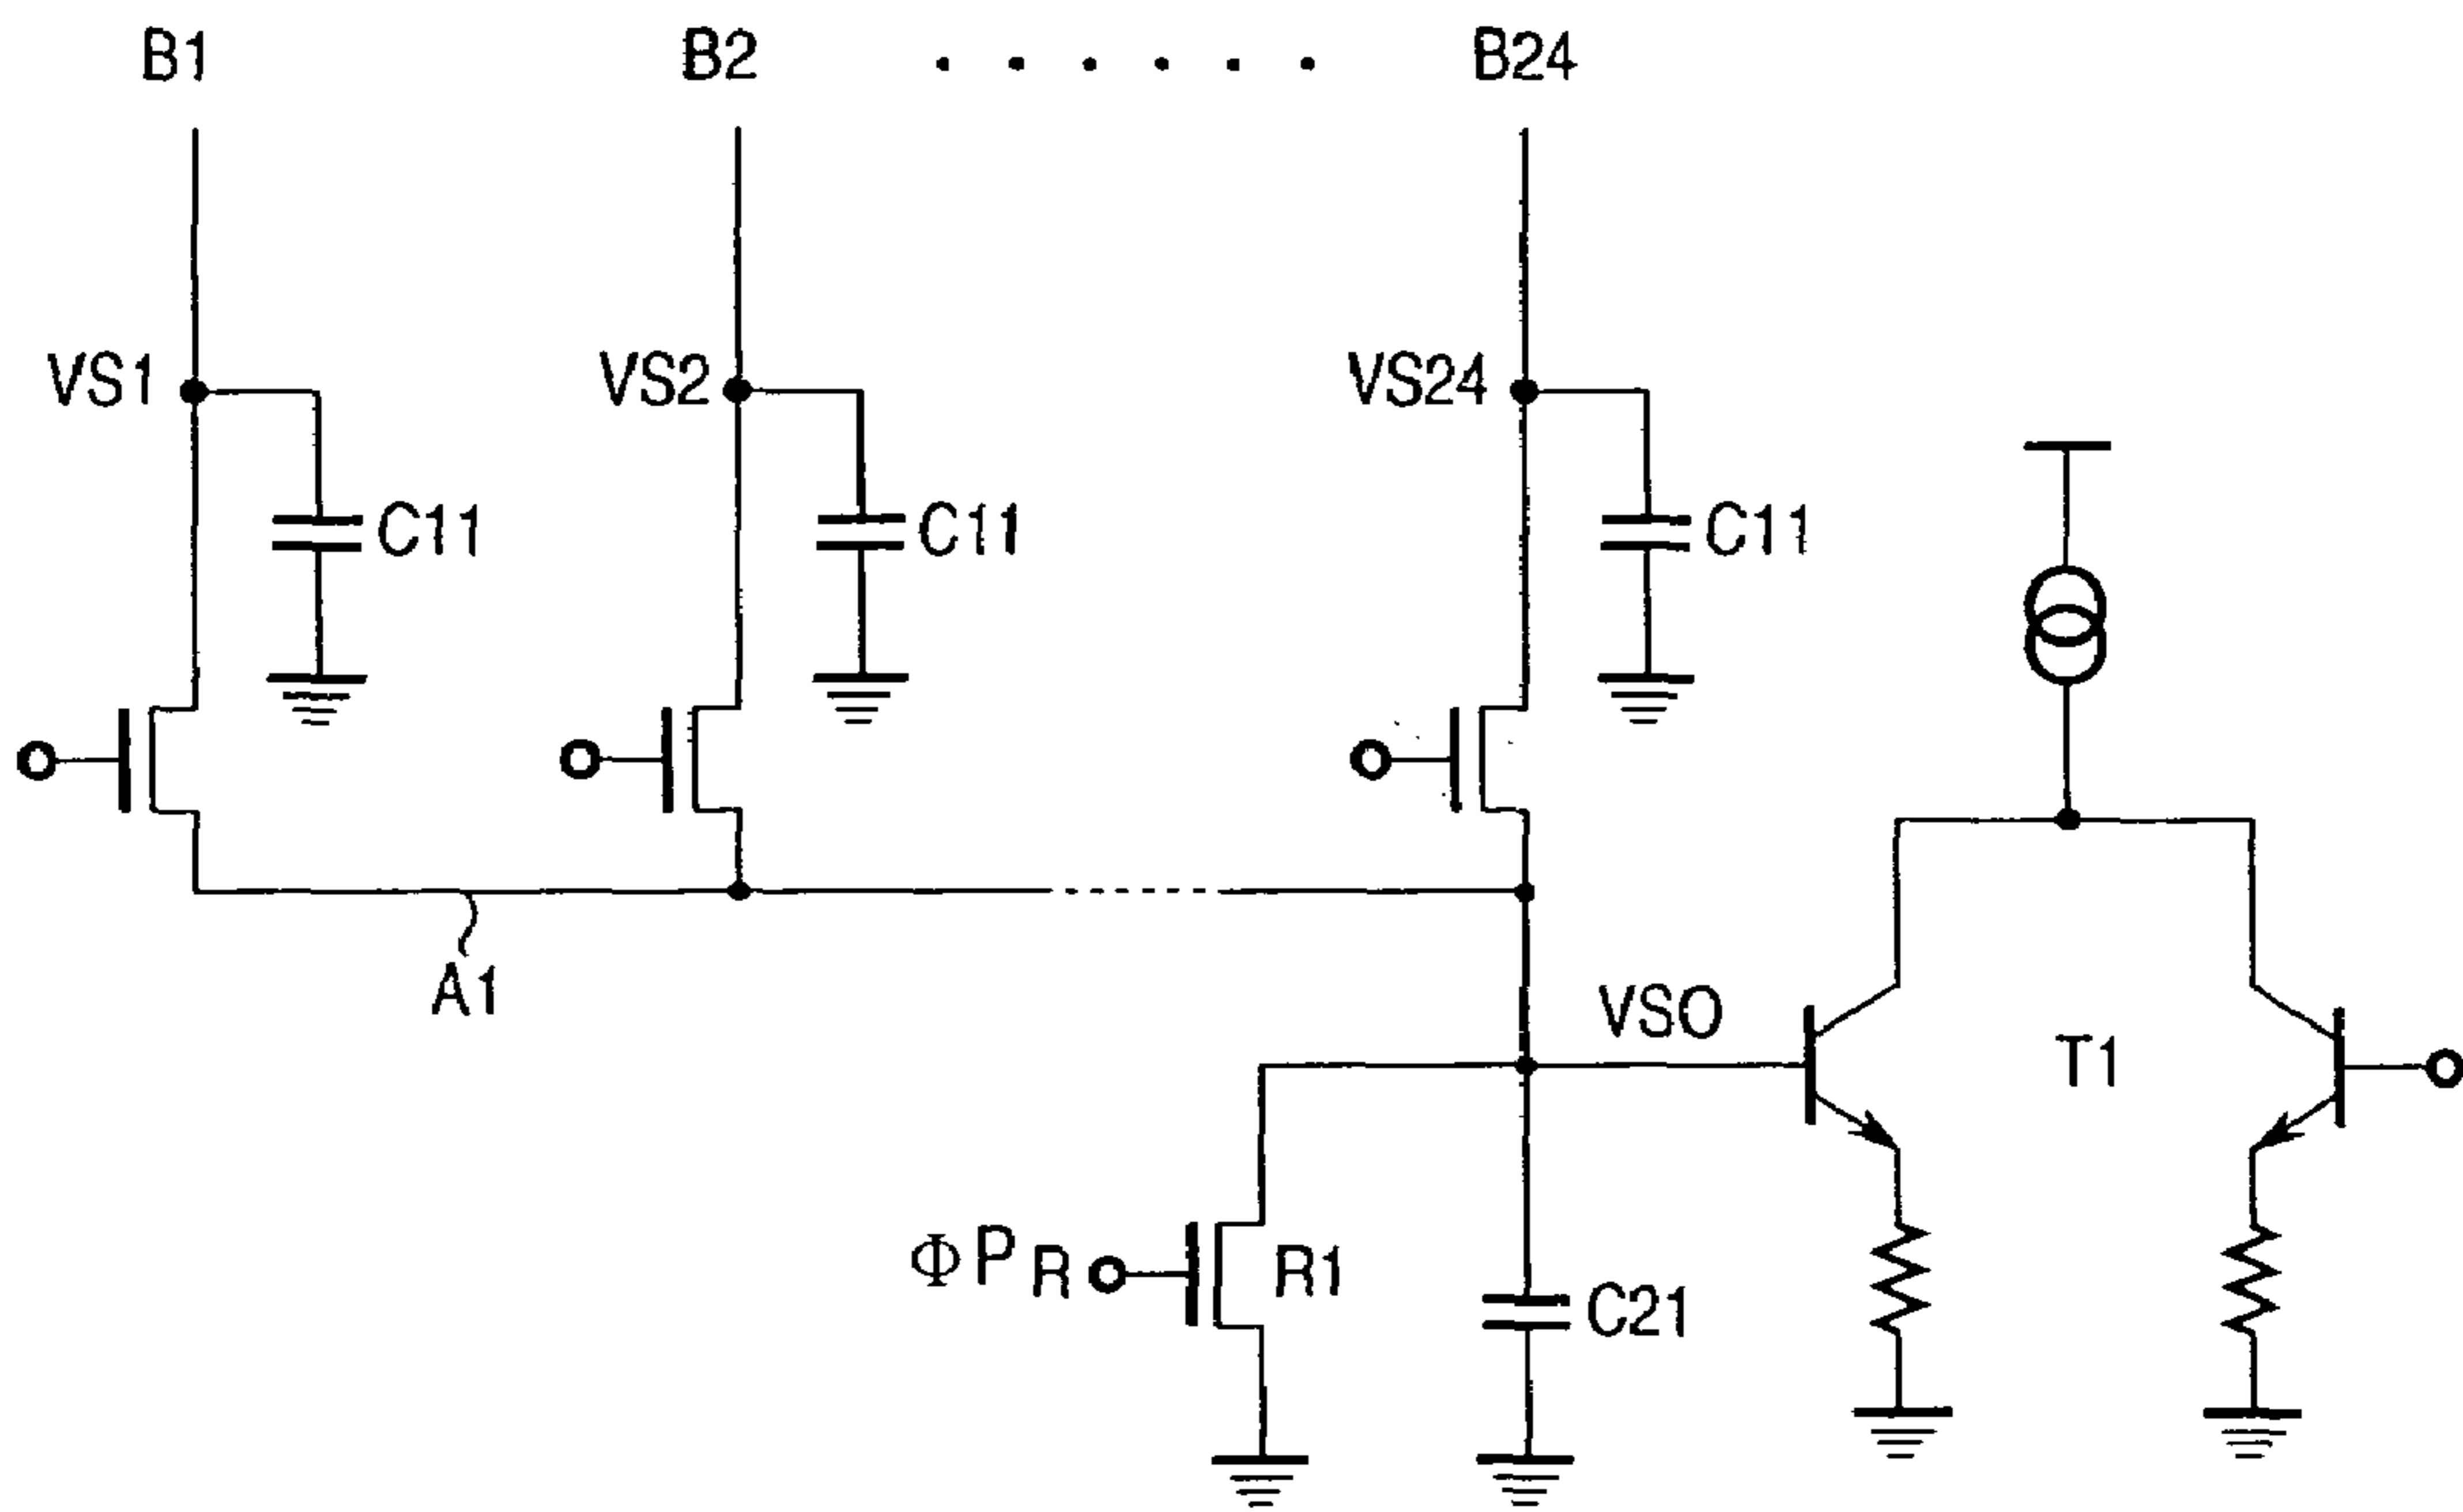 B1 B2 ...... B24
VS1 VS2 VS24
C11 C11 C11
A1
VSO
T1
ΦPR R1
C21